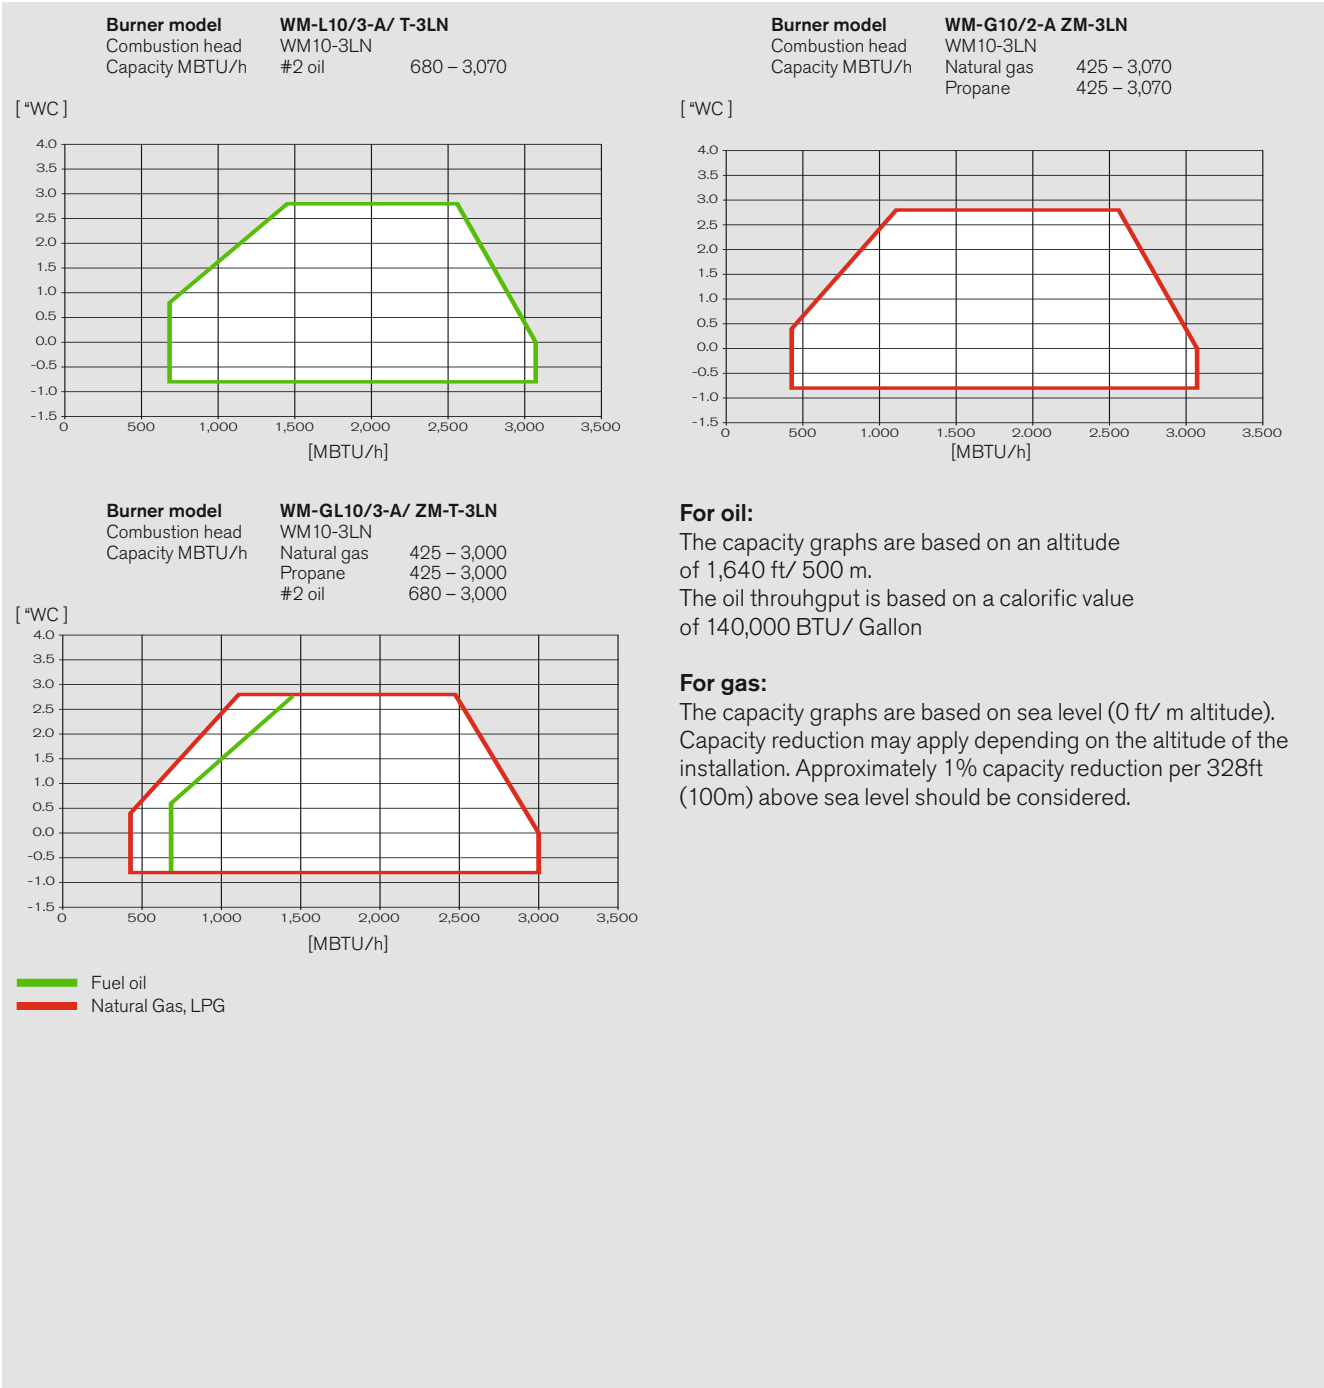 Burner model WM-L10/3-A/ T-3LN
Combustion head WM10-3LN
Capacity MBTU/h #2 oil 680 – 3,070
[ “WC ]
4.0
3.5
3.0
2.5
2.0
1.5
1.0
0.5
0.0
-0.5
-1.0
-1.5
0 500 1,000 1,500 2,000 2,500 3,000 3,500
[MBTU/h]
Burner model WM-G10/2-A ZM-3LN
Combustion head WM10-3LN
Capacity MBTU/h Natural gas 425 – 3,070
Propane 425 – 3,070
[ “WC ]
4.0
3.5
3.0
2.5
2.0
1.5
1.0
0.5
0.0
-0.5
-1.0
-1.5
0 500 1.000 1.500 2.000 2.500 3.000 3.500
[MBTU/h]
Burner model WM-GL10/3-A/ ZM-T-3LN
Combustion head WM10-3LN
Capacity MBTU/h Natural gas 425 – 3,000
Propane 425 – 3,000
#2 oil 680 – 3,000
[ “WC ]
4.0
3.5
3.0
2.5
2.0
1.5
1.0
0.5
0.0
-0.5
-1.0
-1.5
0 500 1,000 1,500 2,000 2,500 3,000 3,500
[MBTU/h]
Fuel oil
Natural Gas, LPG
For oil:
The capacity graphs are based on an altitude
of 1,640 ft/ 500 m.
The oil throuhgput is based on a calorific value
of 140,000 BTU/ Gallon
For gas:
The capacity graphs are based on sea level (0 ft/ m altitude).
Capacity reduction may apply depending on the altitude of the
installation. Approximately 1% capacity reduction per 328ft
(100m) above sea level should be considered.